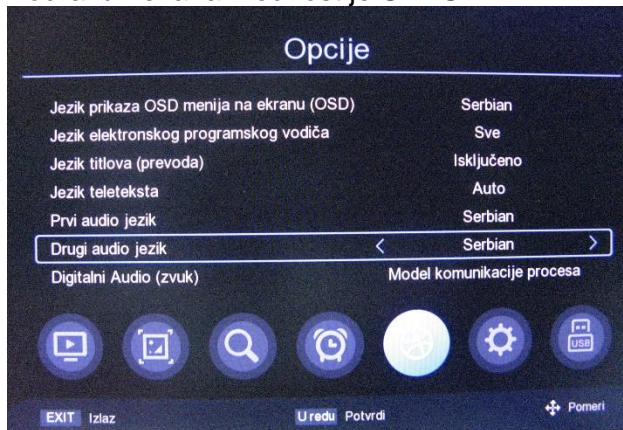 Opcije
Jezik prikaza OSD menija na ekranu (OSD) Serbian
Jezik elektronskog programskog vodiča Sve
Jezik titlova (prevoda) Isključeno
Jezik teleteksta Auto
Prvi audio jezik Serbian
Drugi audio jezik < Serbian >
Digitalni Audio (zvuk) Model komunikacije procesa
USB
EXIT Izlaz U redu Potvrdi Pomeri